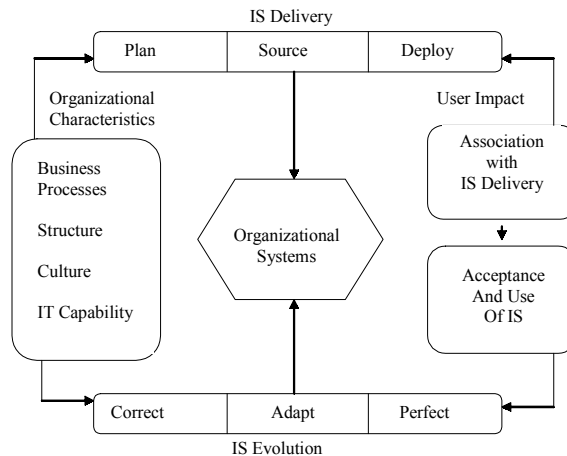 IS Delivery
Plan Source Deploy
Organizational
Characteristics
User Impact
Business
Processes
Structure
Culture
IT Capability
Organizational
Systems
Association
with
IS Delivery
Acceptance
And Use
Of IS
Correct Adapt Perfect
IS Evolution